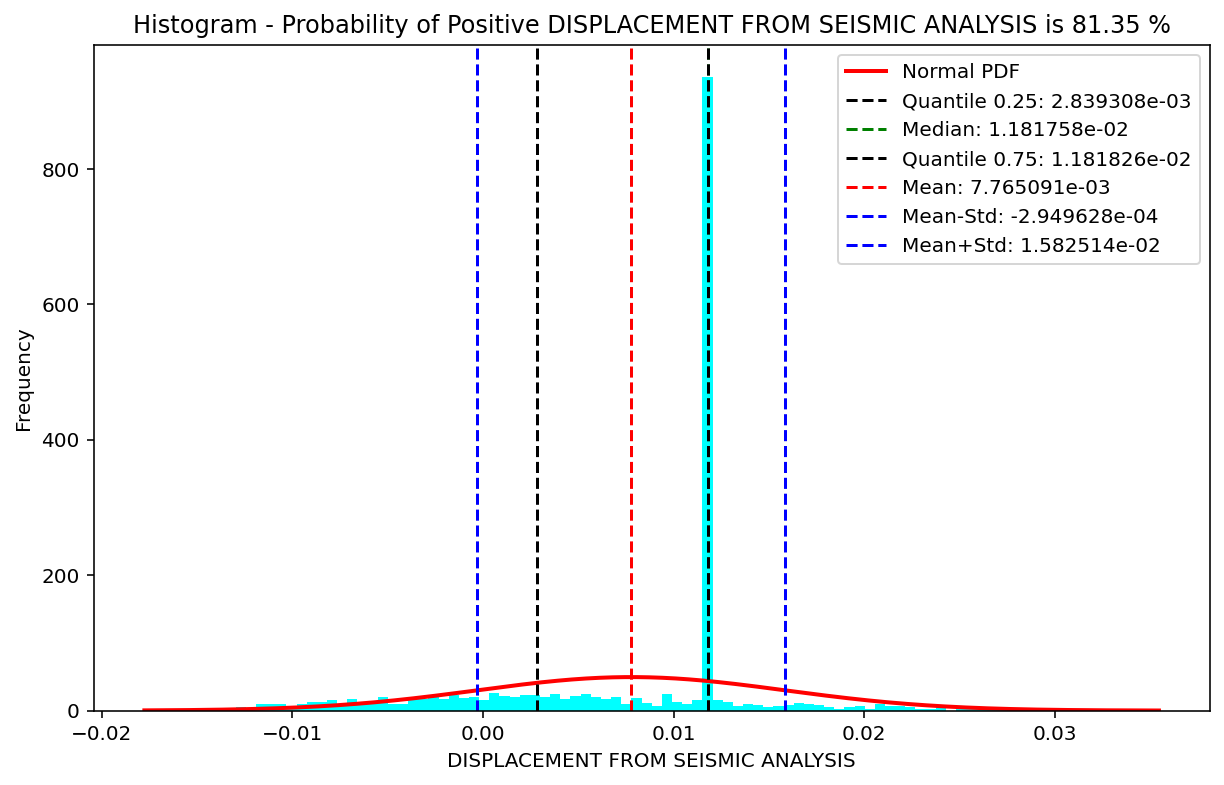 Histogram - Probability of Positive DISPLACEMENT FROM SEISMIC ANALYSIS is 81.35 %
Normal PDF
Quantile 0.25: 2.839308e-03
Median: 1.181758e-02
Quantile 0.75: 1.181826e-02
Mean: 7.765091e-03
Mean-Std: -2.949628e-04
Mean+Std: 1.582514e-02
Frequency
800
600
400
200
0
−0.02 −0.01 0.00 0.01 0.02 0.03
DISPLACEMENT FROM SEISMIC ANALYSIS